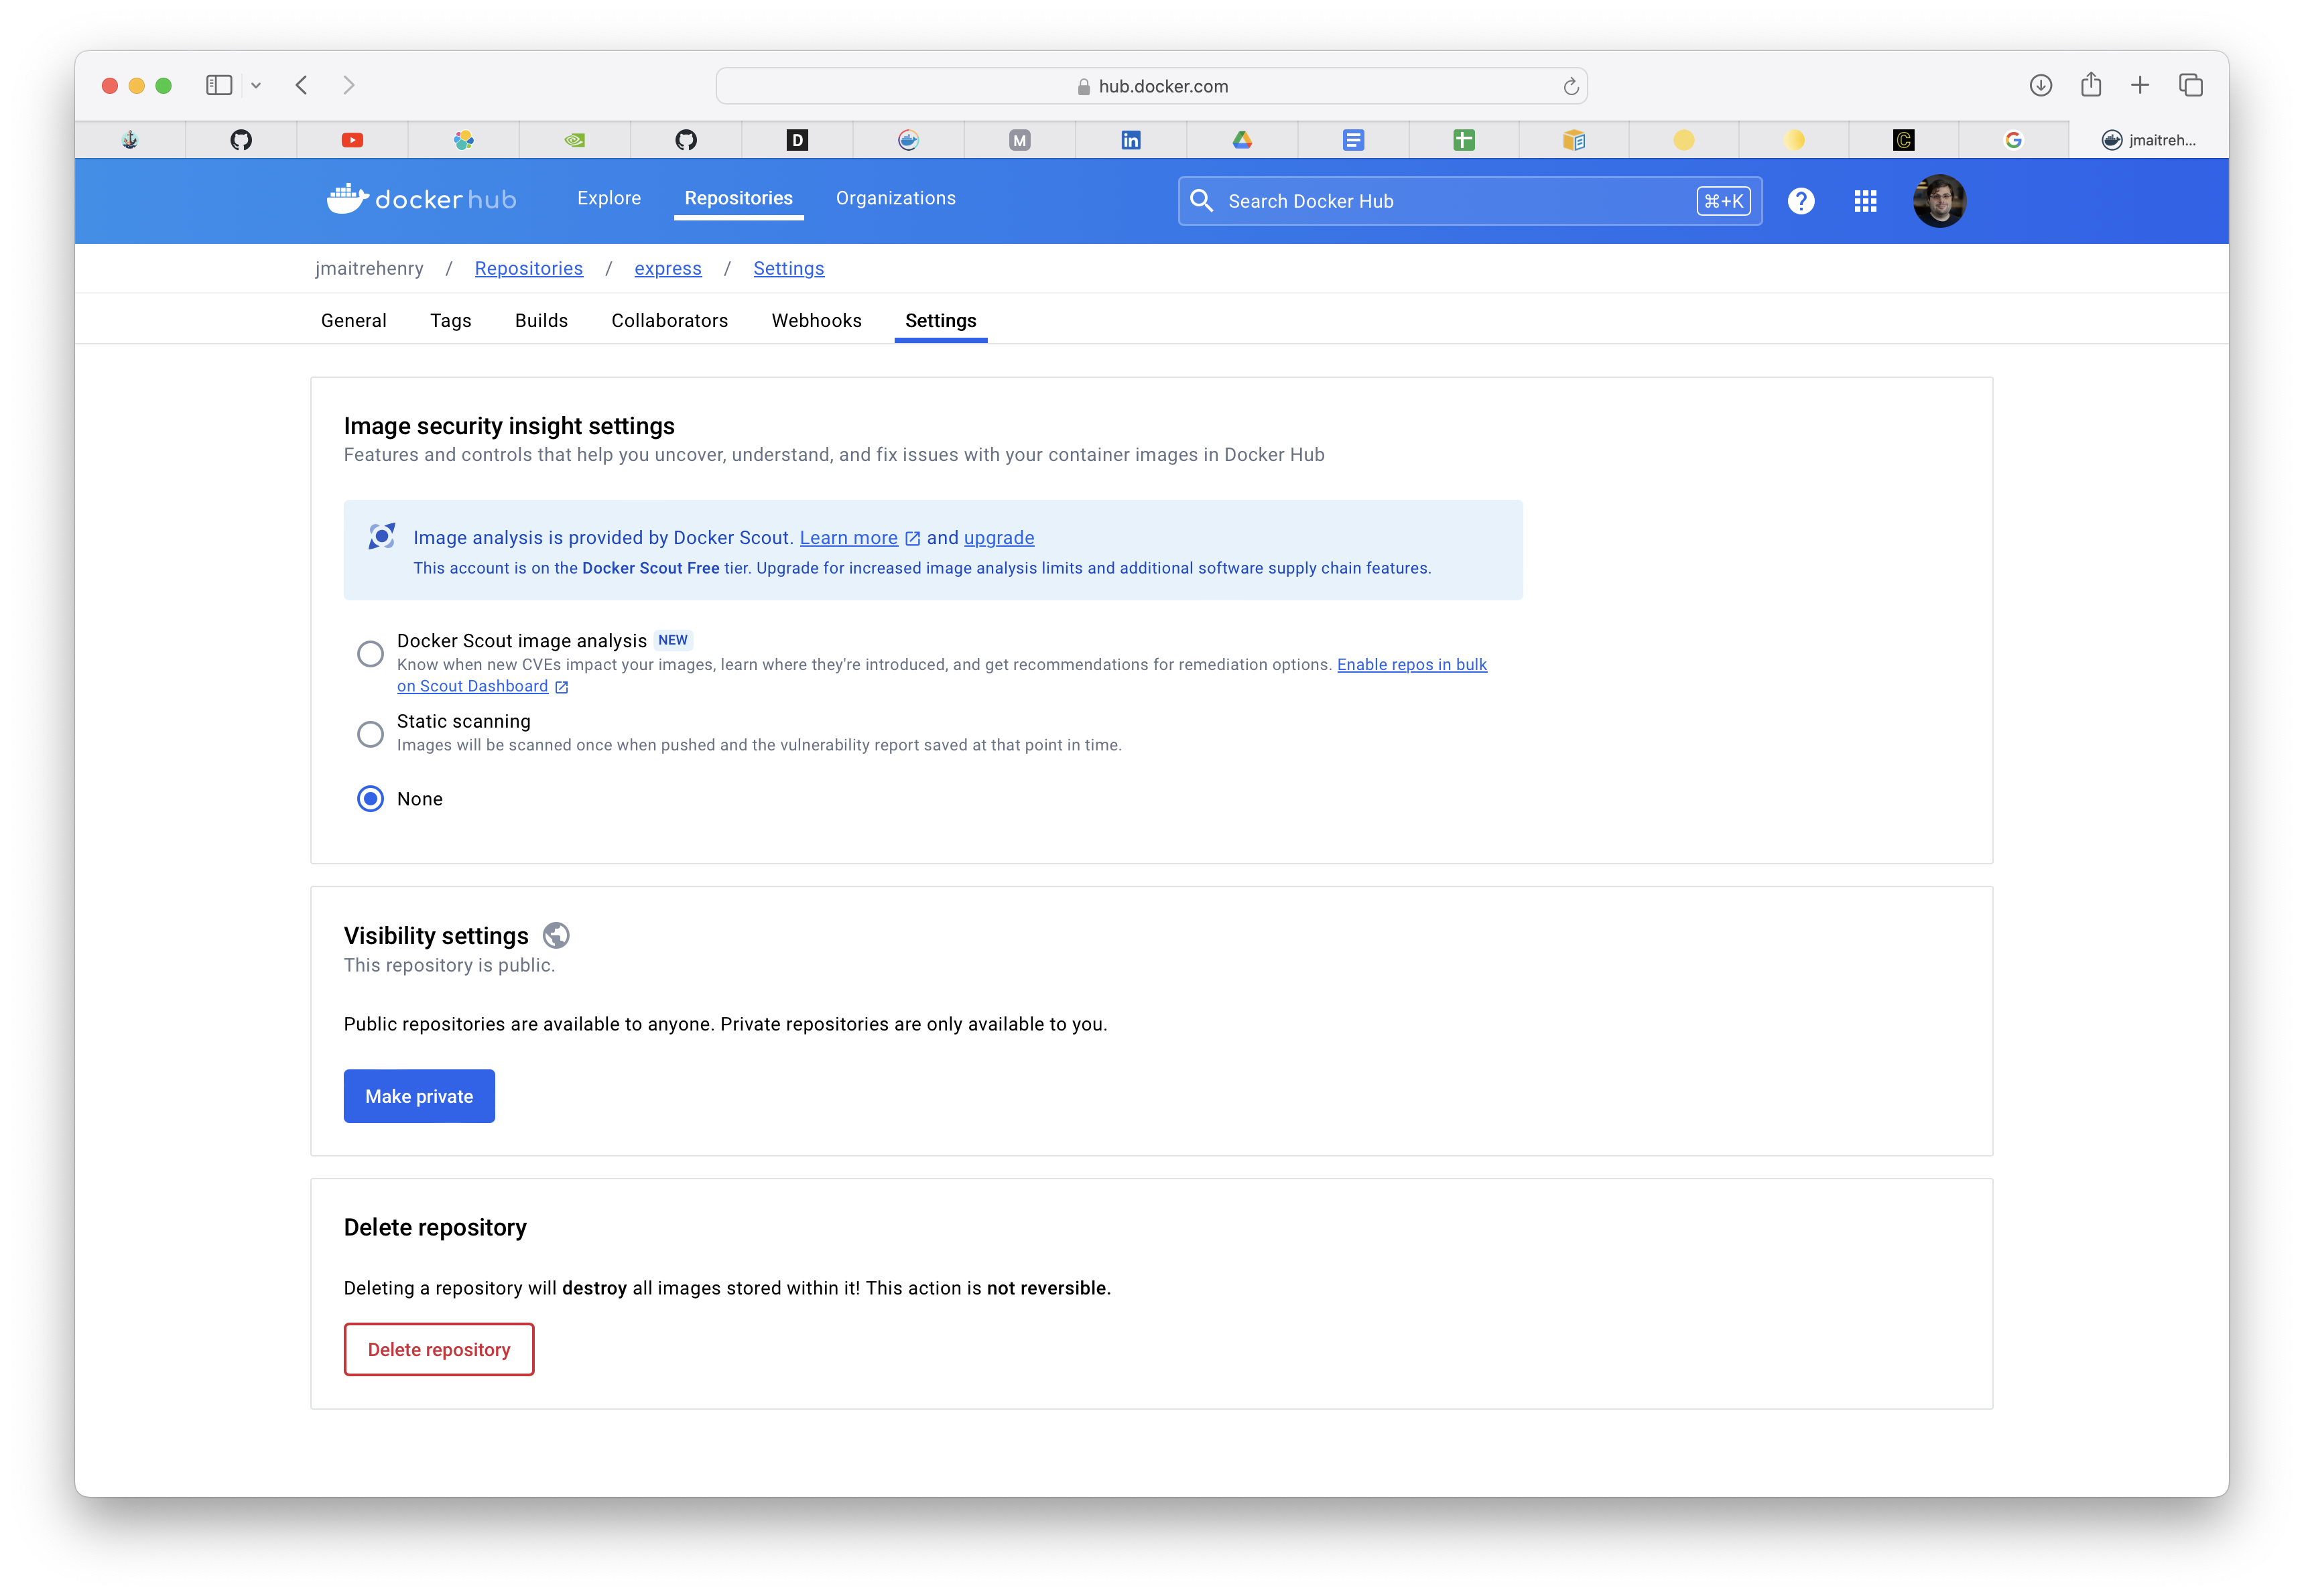 hub.docker.com
D
M
in
C
G
jmaitreh...
docker hub
Explore
Repositories
Organizations
Search Docker Hub
⌘+K
?
jmaitrehenry / Repositories / express / Settings
General
Tags
Builds
Collaborators
Webhooks
Settings
Image security insight settings
Features and controls that help you uncover, understand, and fix issues with your container images in Docker Hub
Image analysis is provided by Docker Scout. Learn more and upgrade
This account is on the Docker Scout Free tier. Upgrade for increased image analysis limits and additional software supply chain features.
Docker Scout image analysis NEW
Know when new CVEs impact your images, learn where they're introduced, and get recommendations for remediation options. Enable repos in bulk
on Scout Dashboard
Static scanning
Images will be scanned once when pushed and the vulnerability report saved at that point in time.
None
Visibility settings
This repository is public.
Public repositories are available to anyone. Private repositories are only available to you.
Make private
Delete repository
Deleting a repository will destroy all images stored within it! This action is not reversible.
Delete repository